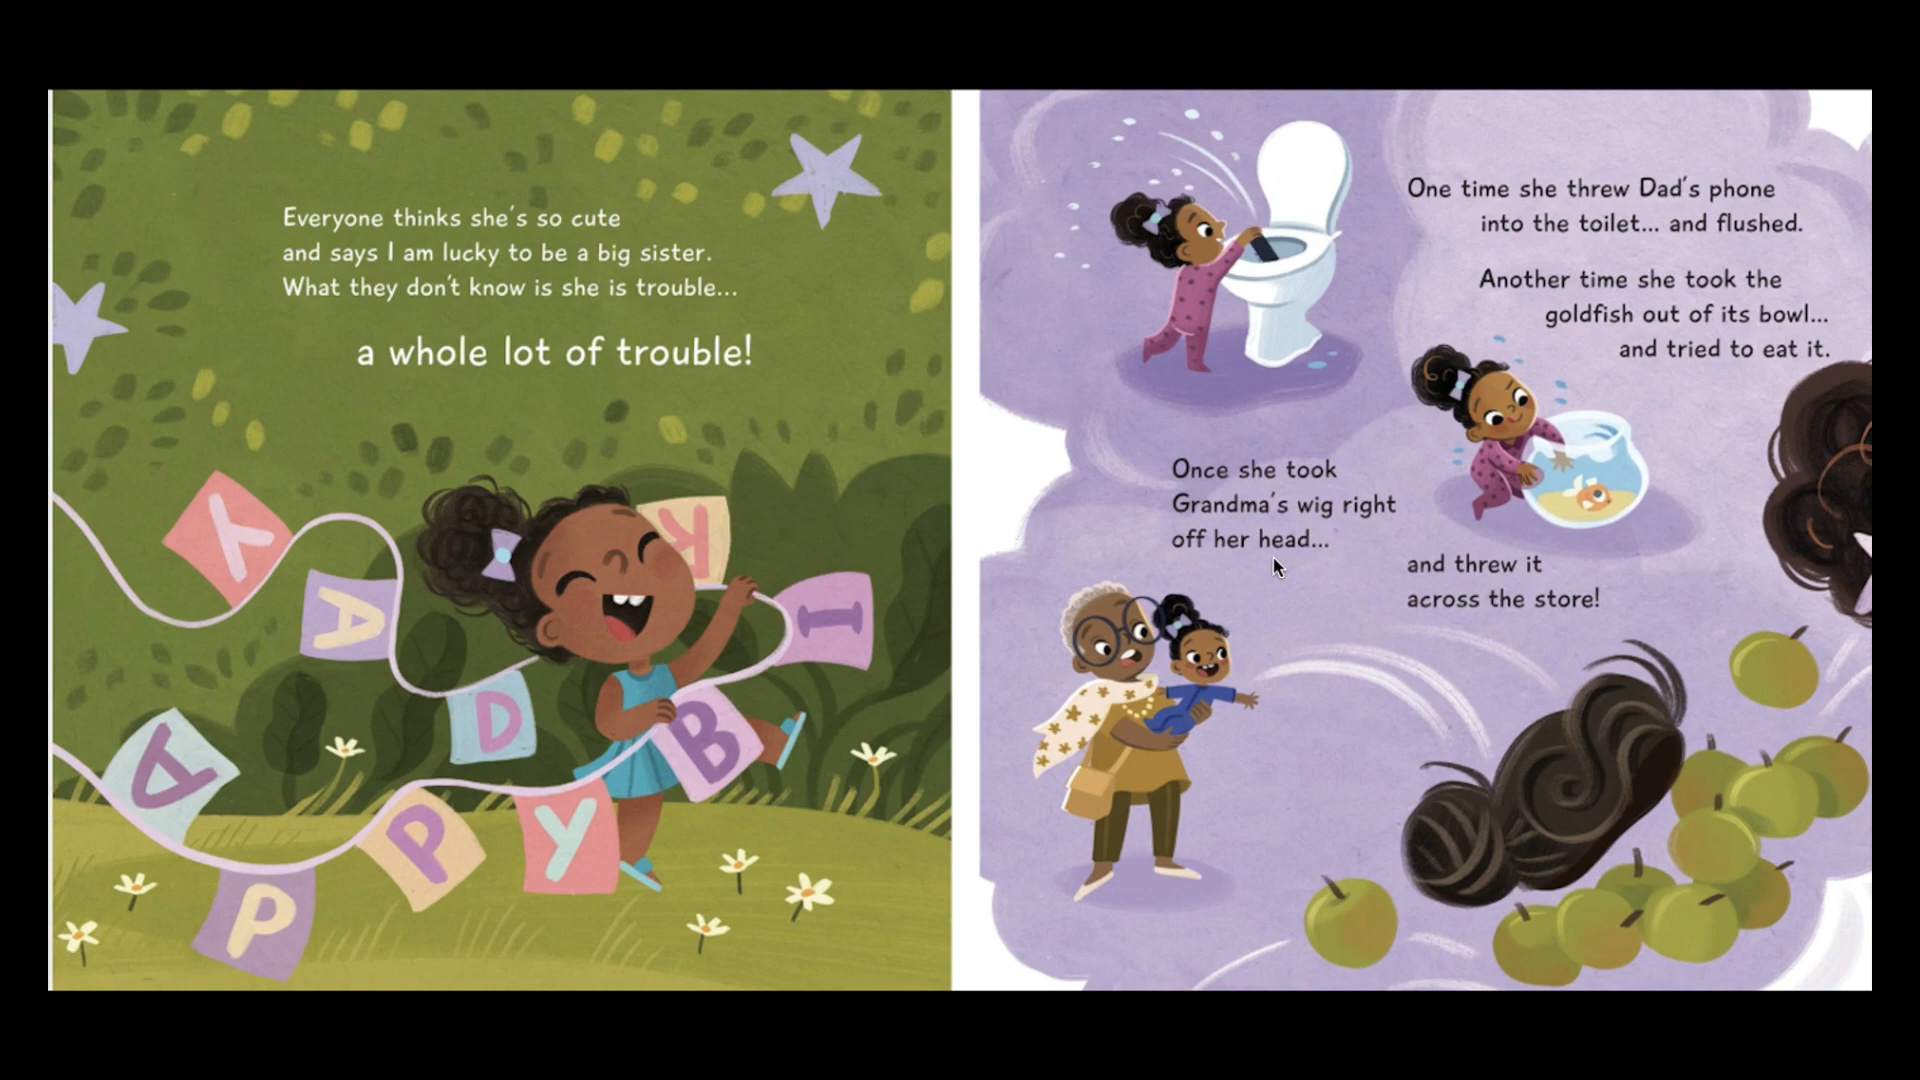 Everyone thinks she's so cute
and says I am lucky to be a big sister.
What they don't know is she is trouble...
a whole lot of trouble!
Y
A
D
K
I
B
A
P
P
Y
One time she threw Dad's phone
into the toilet... and flushed.
Another time she took the
goldfish out of its bowl...
and tried to eat it.
Once she took
Grandma's wig right
off her head...
and threw it
across the store!